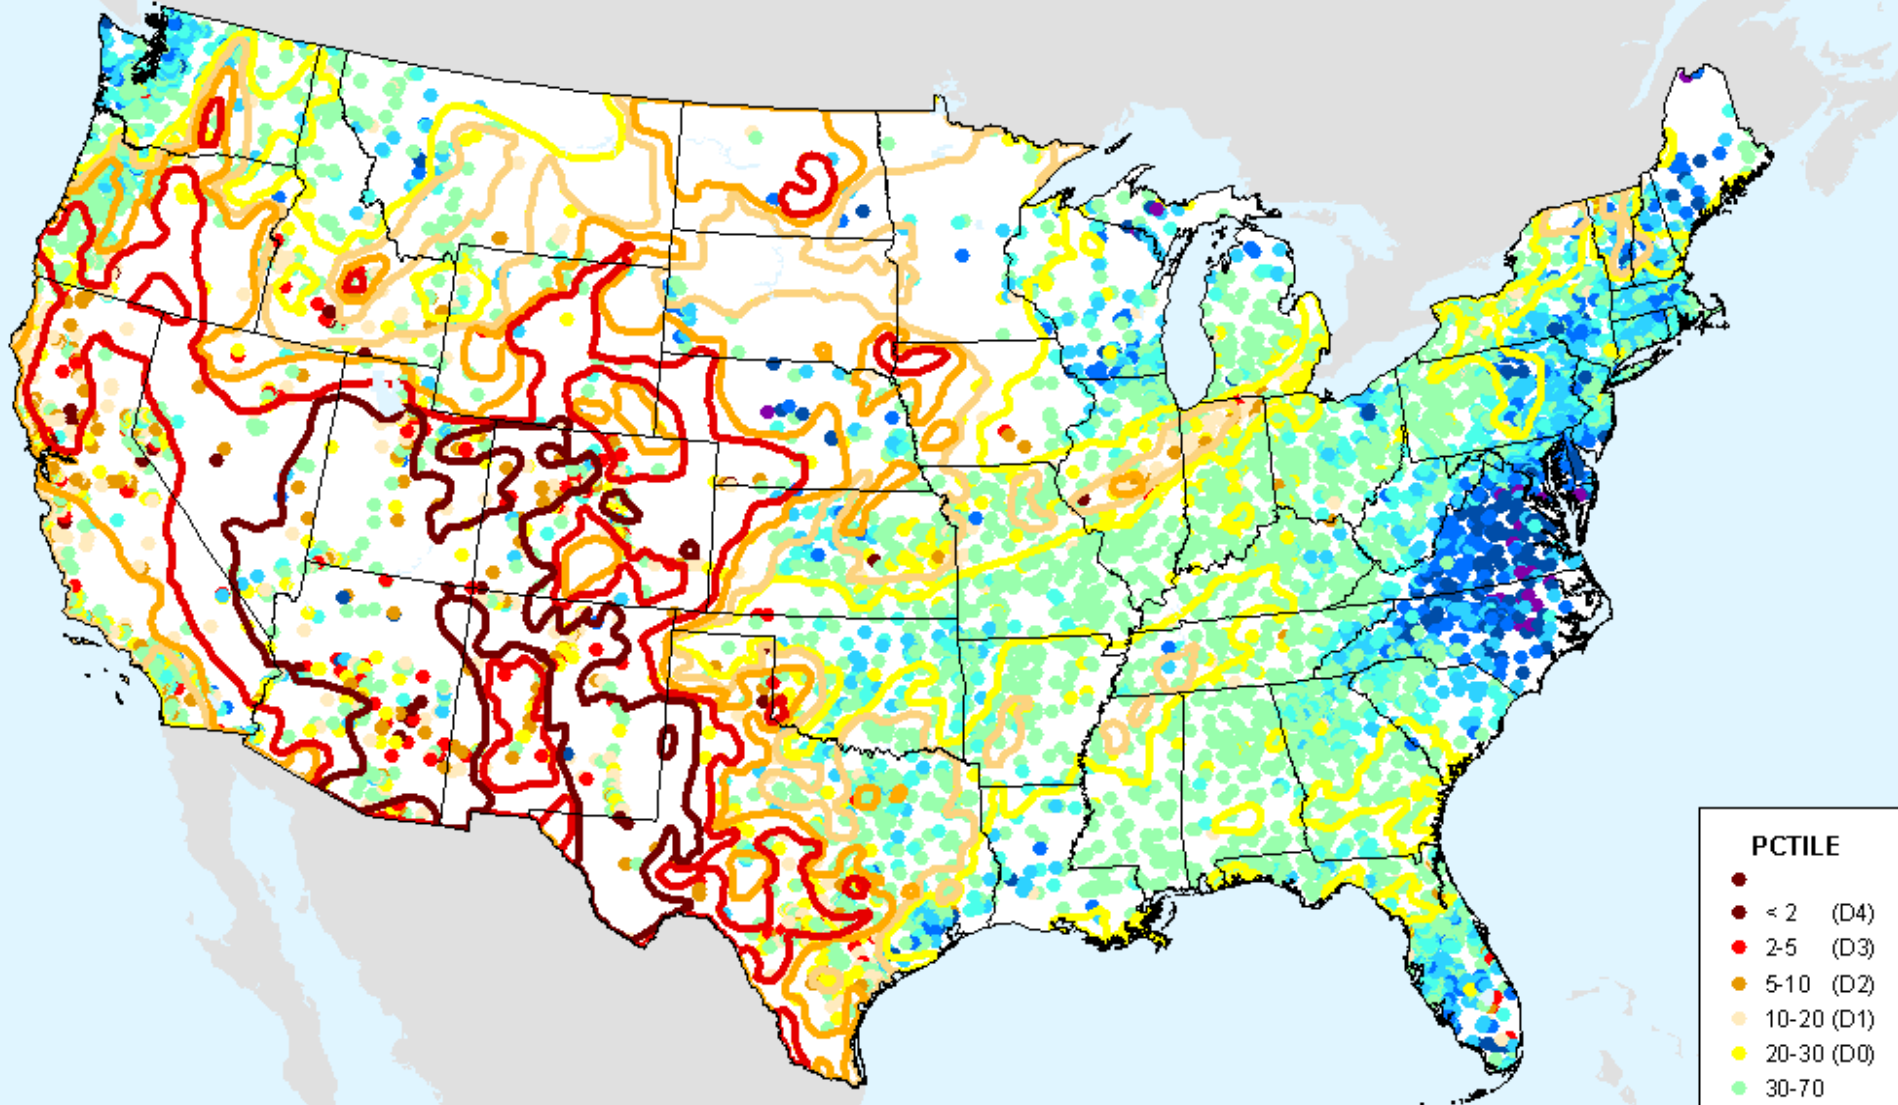 PCTILE
< 2 (D4)
2-5 (D3)
5-10 (D2)
10-20 (D1)
20-30 (D0)
30-70